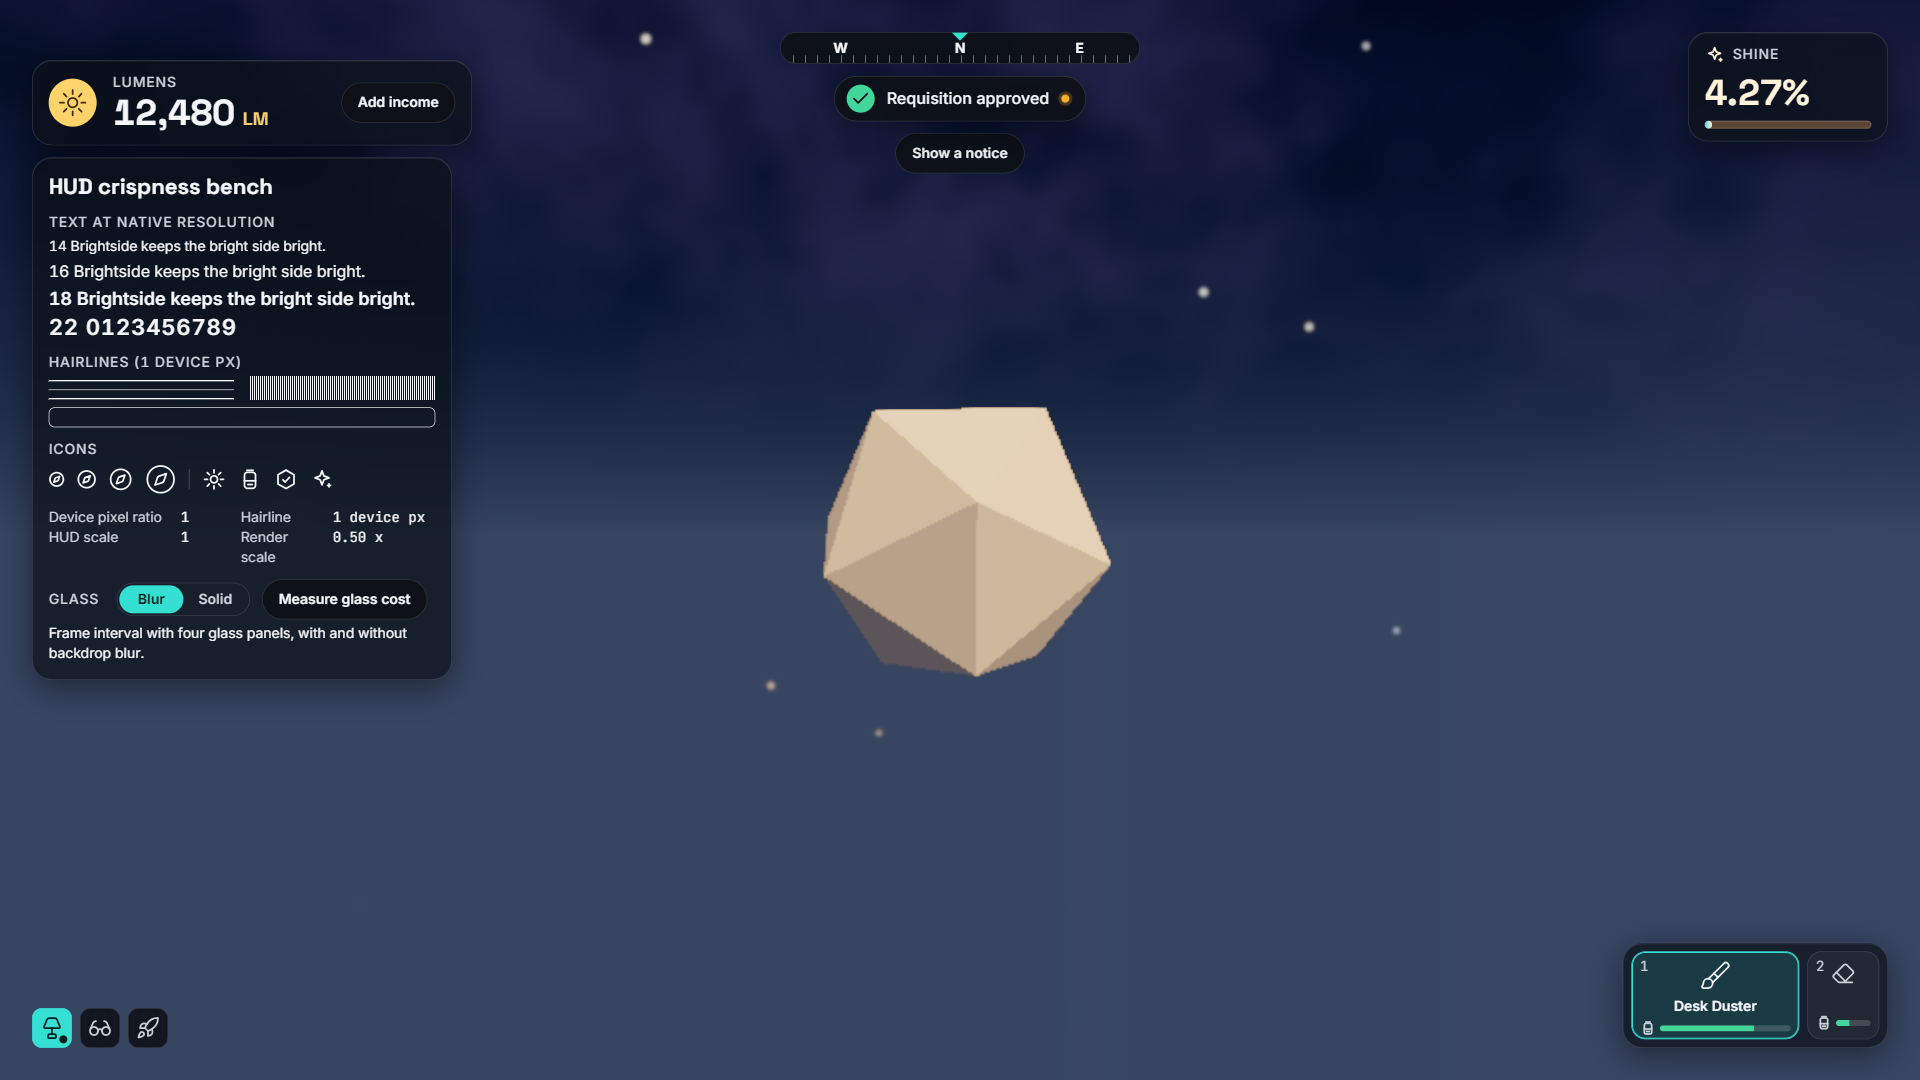 W N E
LUMENS
12,480 LM
Add income
Requisition approved
Show a notice
SHINE
4.27%
HUD crispness bench
TEXT AT NATIVE RESOLUTION
14 Brightside keeps the bright side bright.
16 Brightside keeps the bright side bright.
18 Brightside keeps the bright side bright.
22 0123456789
HAIRLINES (1 DEVICE PX)
ICONS
Device pixel ratio 1 Hairline 1 device px
HUD scale 1 Render scale 0.50 x
GLASS Blur Solid Measure glass cost
Frame interval with four glass panels, with and without
backdrop blur.
1 2
Desk Duster